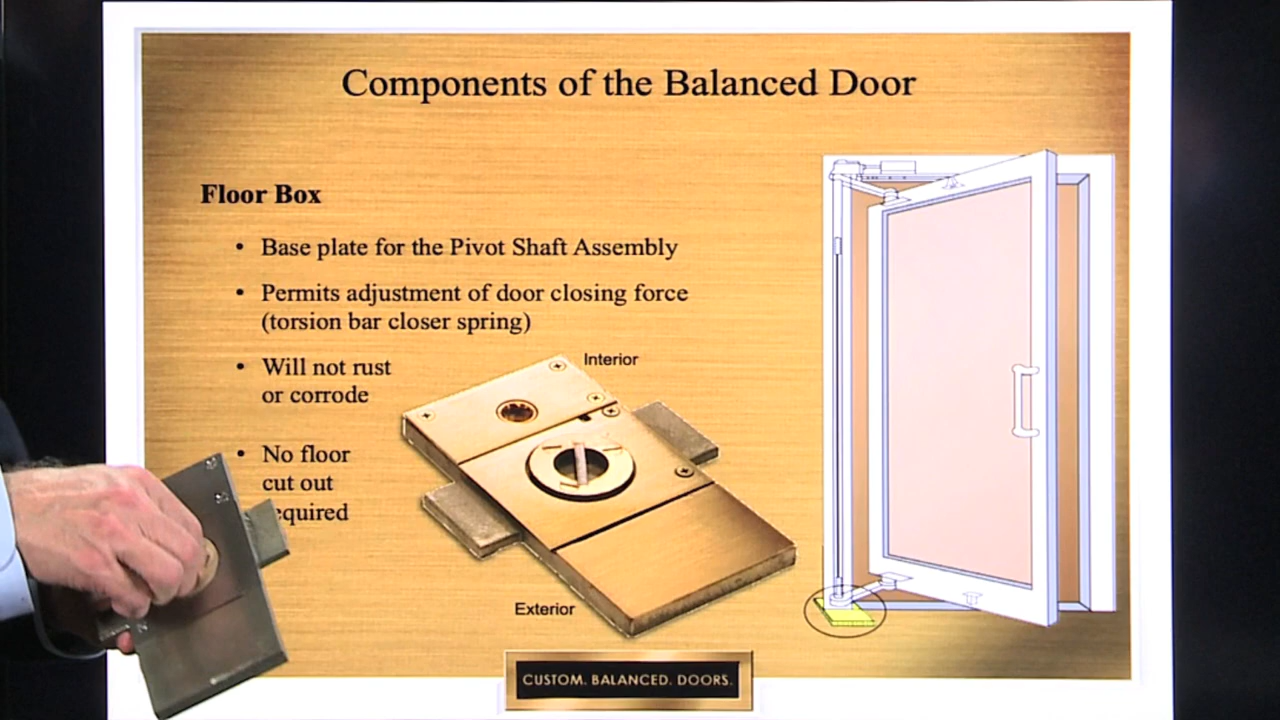 Components of the Balanced Door
Floor Box
• Base plate for the Pivot Shaft Assembly
• Permits adjustment of door closing force
(torsion bar closer spring)
• Will not rust
or corrode
• No floor
cut out
equired
Interior
Exterior
CUSTOM. BALANCED. DOORS.